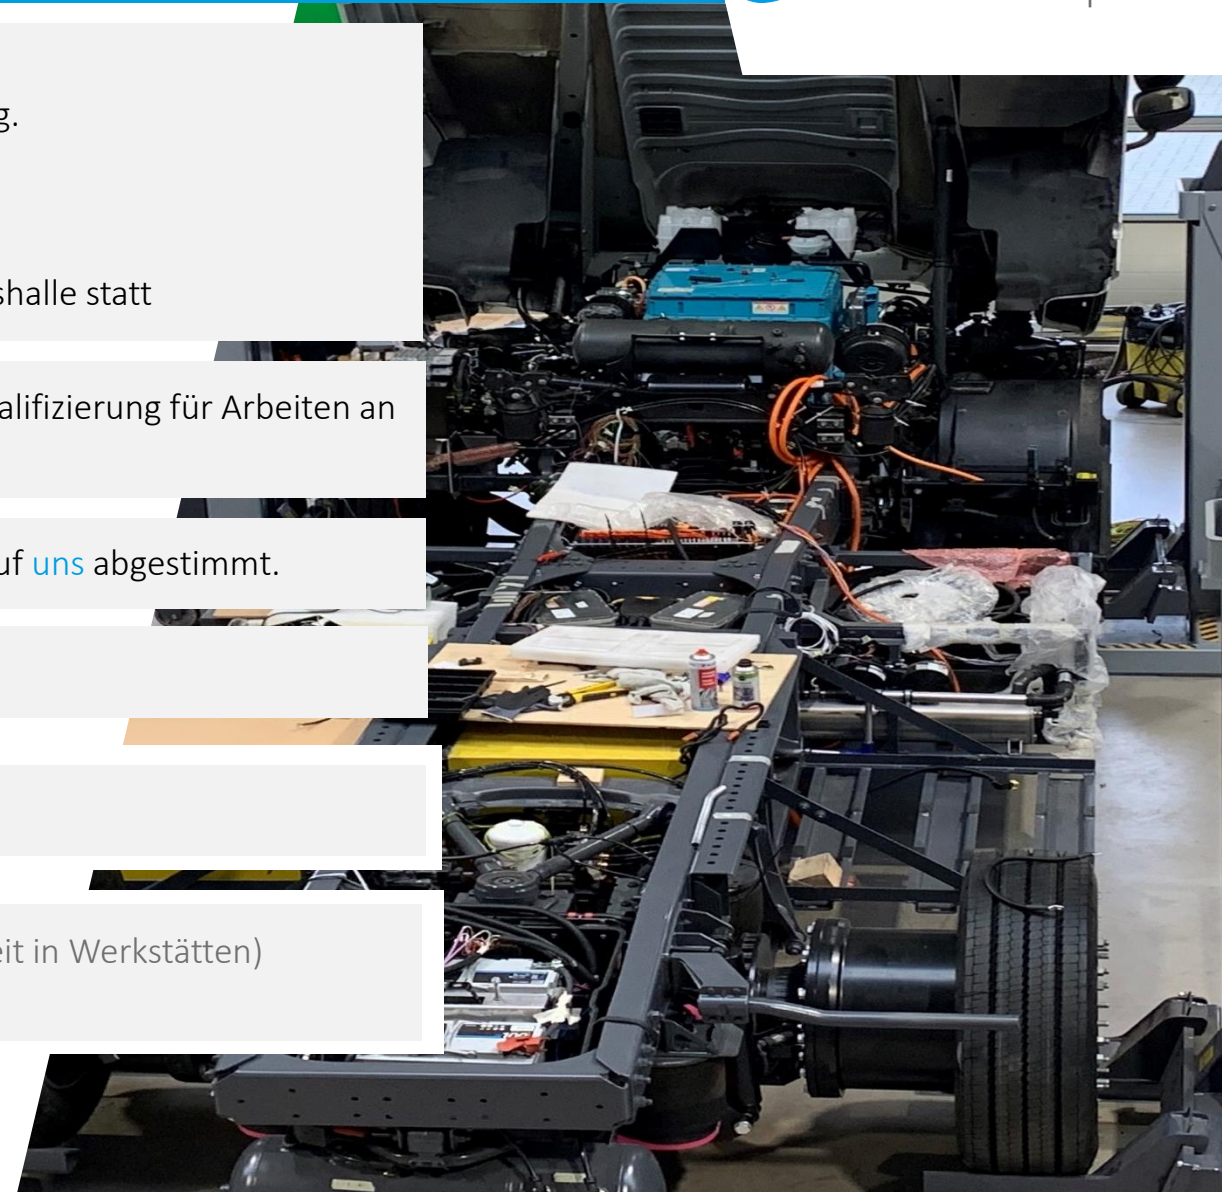 g.
shalle statt
alifizierung für Arbeiten an
uf uns abgestimmt.
eit in Werkstätten)